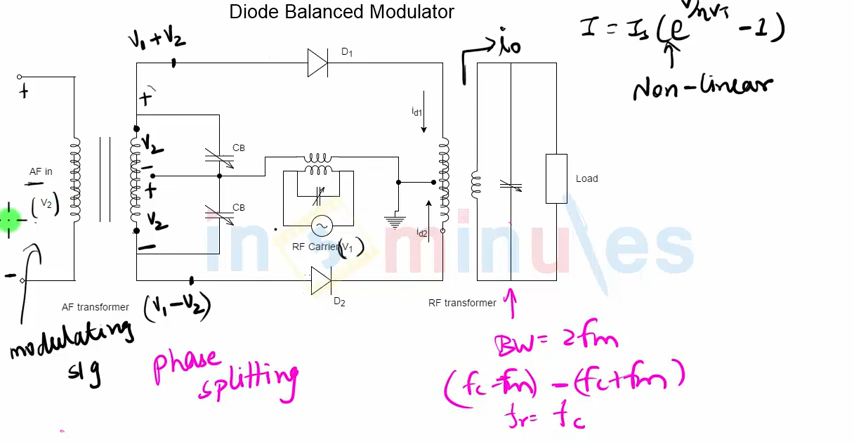 Diode Balanced Modulator
V₁ + V₂
D1
i₀
I = Is (e^V/ηVT - 1)
Non-linear
+
+
id1
V₂
-
CB
AF in
+
(V₂)
V₂
CB
Load
-
RF Carrier (V₁)
id2
in 5 minutes
-
AF transformer
(V₁ - V₂)
D2
RF transformer
modulating
sig
phase
splitting
BW = 2fm
(fc-fm) - (fc+fm)
fr = fc